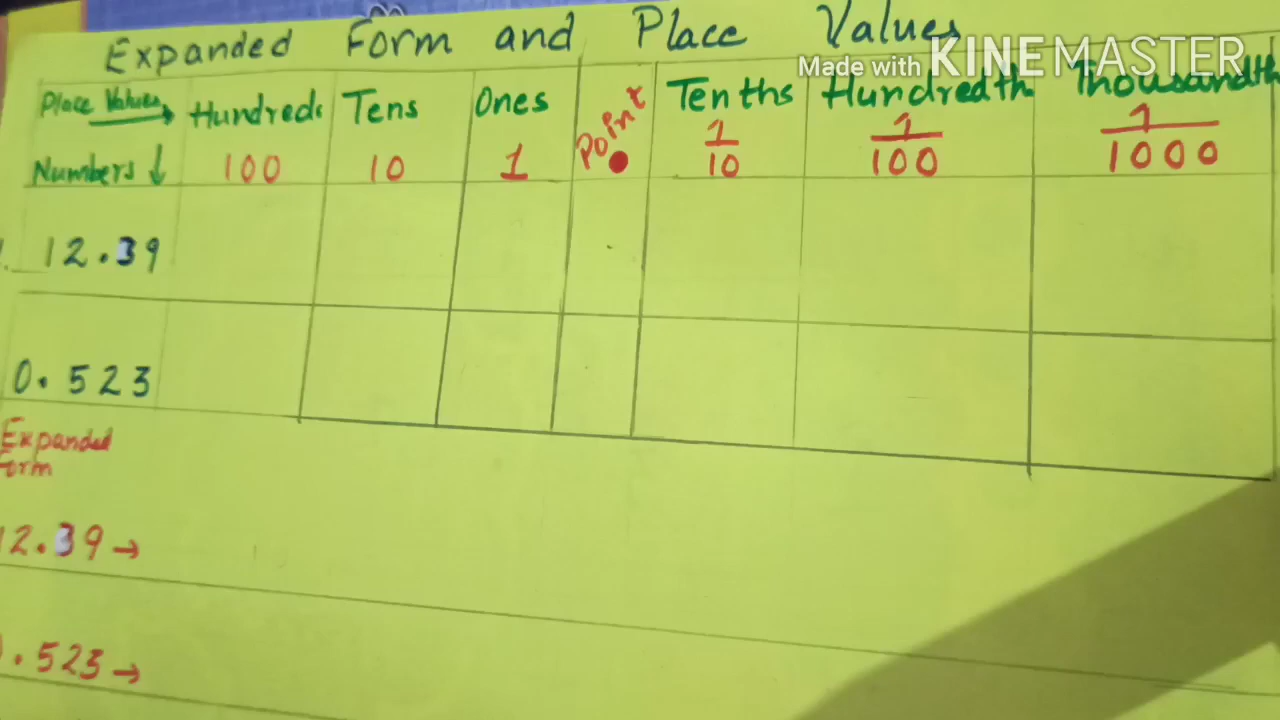 Expanded Form and Place Values
Made with KINEMASTER
Place Values → Hundreds Tens Ones Point Tenths Hundredth Thousandth
Numbers ↓ 100 10 1 • 1/10 1/100 1/1000
12.39
0.523
Expanded
Form
12.39 →
.523 →